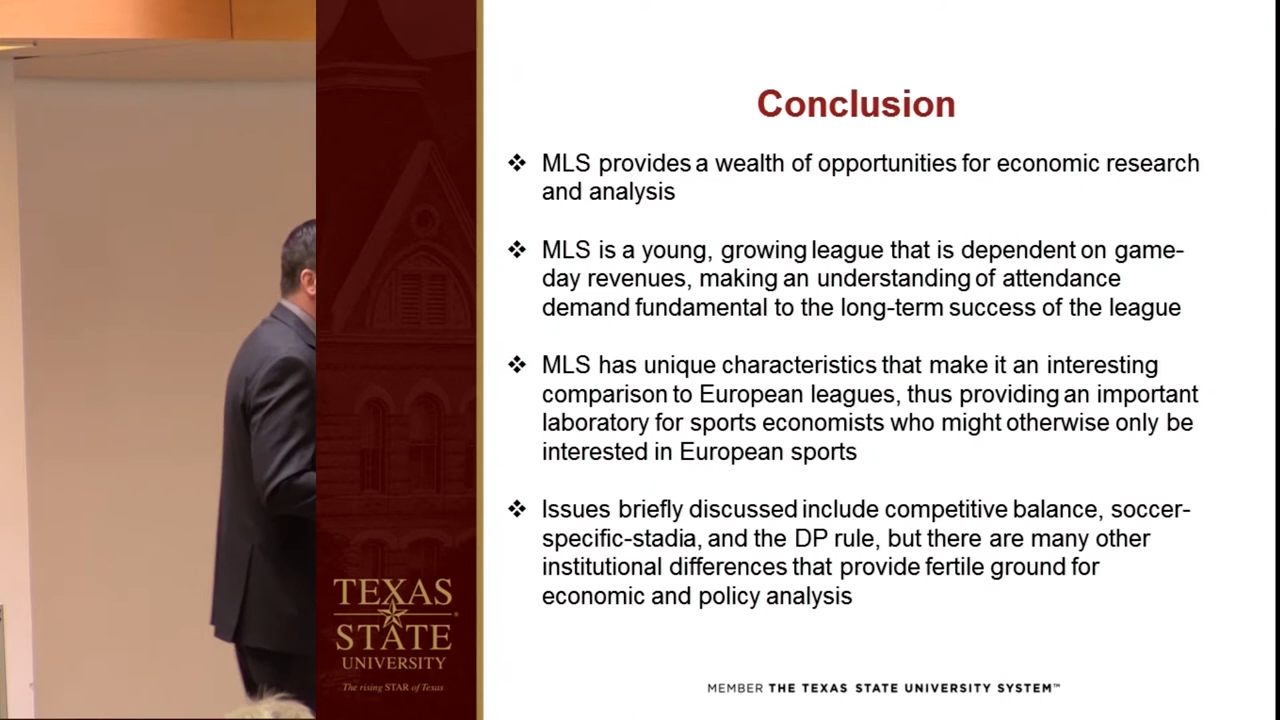 Conclusion
❖ MLS provides a wealth of opportunities for economic research
and analysis
❖ MLS is a young, growing league that is dependent on game-
day revenues, making an understanding of attendance
demand fundamental to the long-term success of the league
❖ MLS has unique characteristics that make it an interesting
comparison to European leagues, thus providing an important
laboratory for sports economists who might otherwise only be
interested in European sports
❖ Issues briefly discussed include competitive balance, soccer-
specific-stadia, and the DP rule, but there are many other
institutional differences that provide fertile ground for
economic and policy analysis
TEXAS
STATE
UNIVERSITY
The rising STAR of Texas
MEMBER THE TEXAS STATE UNIVERSITY SYSTEM™